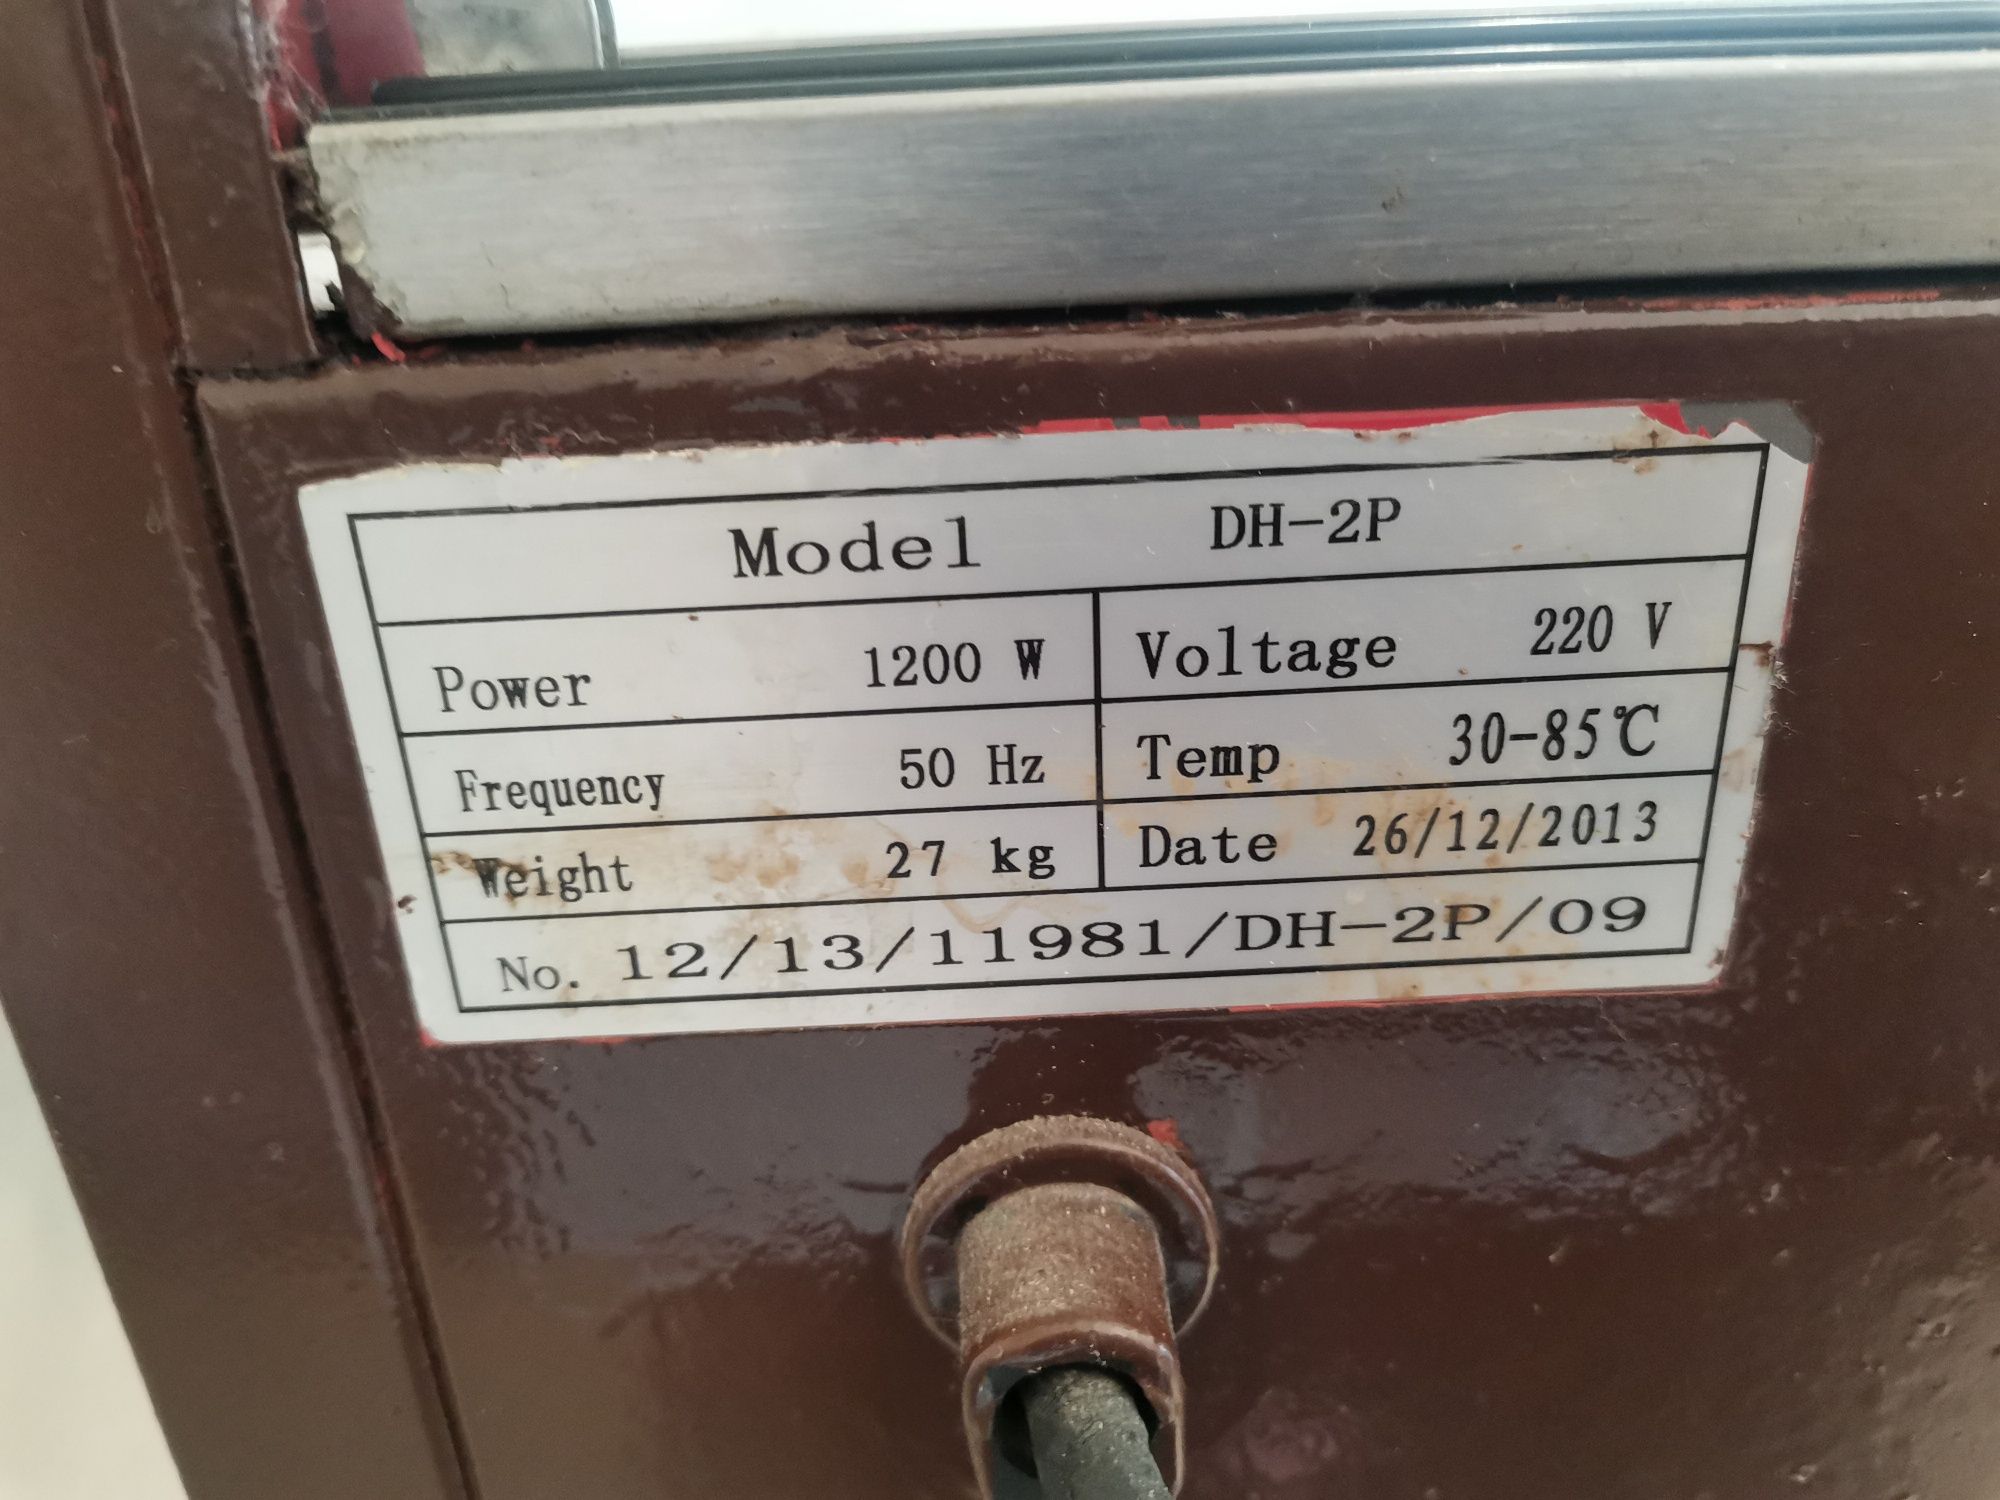 Model DH-2P
Power 1200 W Voltage 220 V
Frequency 50 Hz Temp 30-85℃
Weight 27 kg Date 26/12/2013
No. 12/13/11981/DH-2P/09